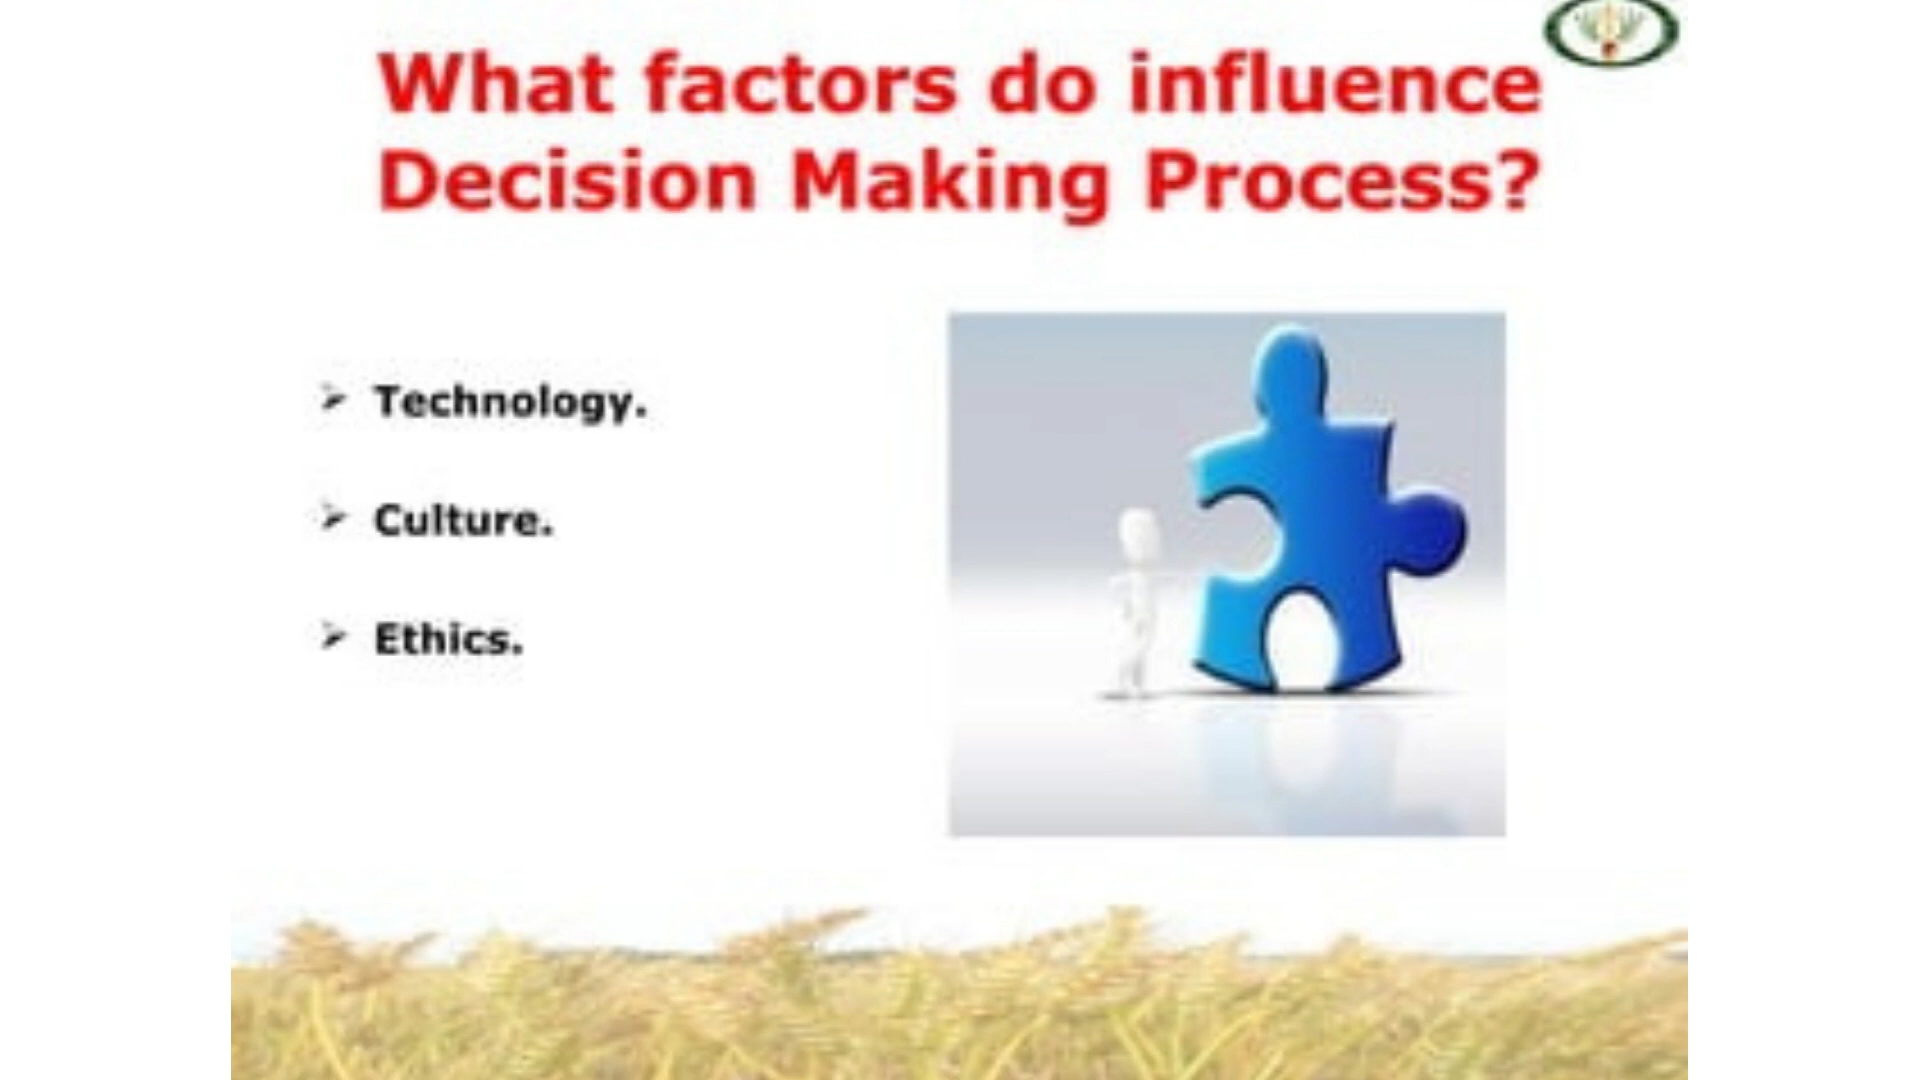 What factors do influence
Decision Making Process?
➢ Technology.
➢ Culture.
➢ Ethics.